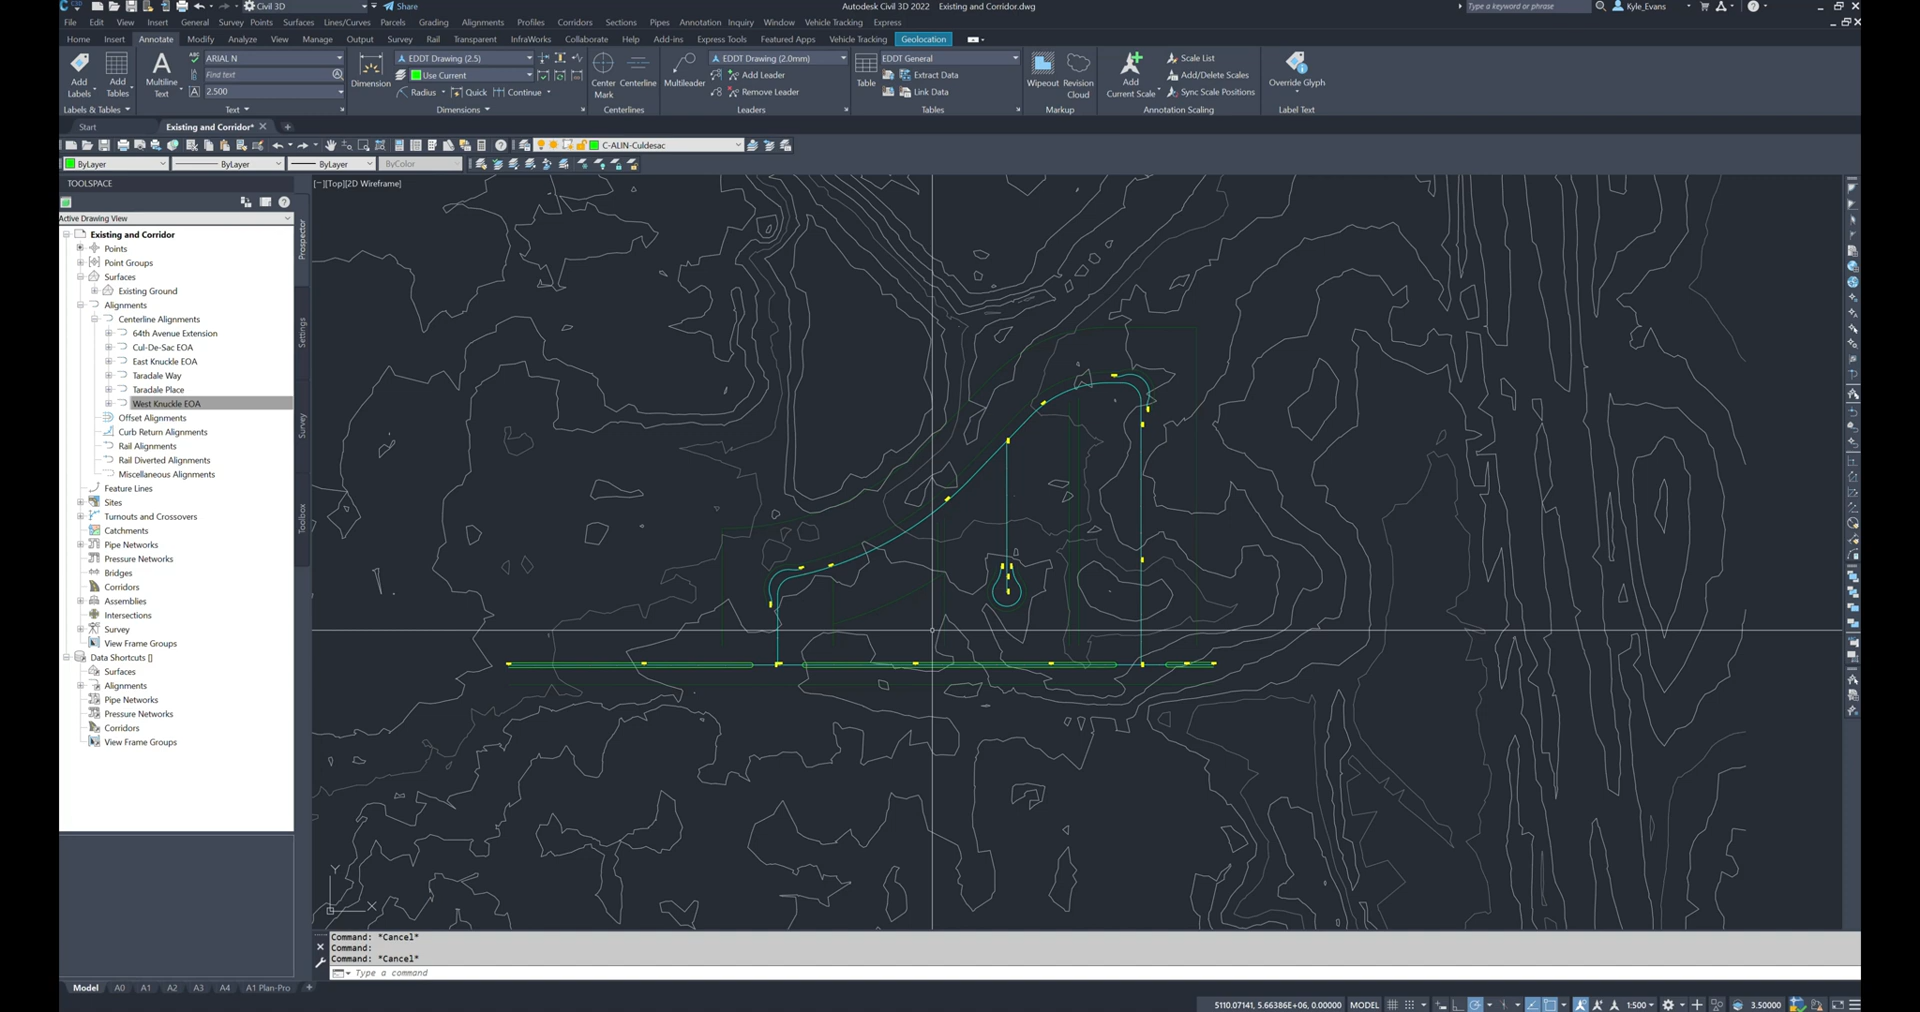 Civil 3D
Share
Autodesk Civil 3D 2022 Existing and Corridor.dwg
Type a keyword or phrase
Kyle_Evans
File Edit View Insert General Survey Points Surfaces Lines/Curves Parcels Grading Alignments Profiles Corridors Sections Pipes Annotation Inquiry Window Vehicle Tracking Express
Home Insert Annotate Modify Analyze View Manage Output Survey Rail Transparent InfraWorks Collaborate Help Add-ins Express Tools Featured Apps Vehicle Tracking Geolocation
Add Labels
Add Tables
Multiline Text
ARIAL N
Find text
2.500
Dimension
EDDT Drawing (2.5)
Use Current
Radius Quick Continue
Center Mark
Centerline
Multileader
EDDT Drawing (2.0mm)
Add Leader
Remove Leader
Table
EDDT General
Extract Data
Link Data
Wipeout
Revision Cloud
Add Current Scale
Scale List
Add/Delete Scales
Sync Scale Positions
Override Glyph
Labels & Tables Text Dimensions Centerlines Leaders Tables Markup Annotation Scaling Label Text
Start Existing and Corridor*
C-ALIN-Culdesac
ByLayer ByLayer ByLayer ByColor
TOOLSPACE
[−][Top][2D Wireframe]
Active Drawing View
Existing and Corridor
Points
Point Groups
Surfaces
Existing Ground
Alignments
Centerline Alignments
64th Avenue Extension
Cul-De-Sac EOA
East Knuckle EOA
Taradale Way
Taradale Place
West Knuckle EOA
Offset Alignments
Curb Return Alignments
Rail Alignments
Rail Diverted Alignments
Miscellaneous Alignments
Feature Lines
Sites
Turnouts and Crossovers
Catchments
Pipe Networks
Pressure Networks
Bridges
Corridors
Assemblies
Intersections
Survey
View Frame Groups
Data Shortcuts []
Surfaces
Alignments
Pipe Networks
Pressure Networks
Corridors
View Frame Groups
Prospector
Settings
Survey
Toolbox
Y
X
Command: *Cancel*
Command:
Command: *Cancel*
Type a command
Model A0 A1 A2 A3 A4 A1 Plan-Pro
5110.07141, 5.66386E+06, 0.00000 MODEL 1:500 3.50000